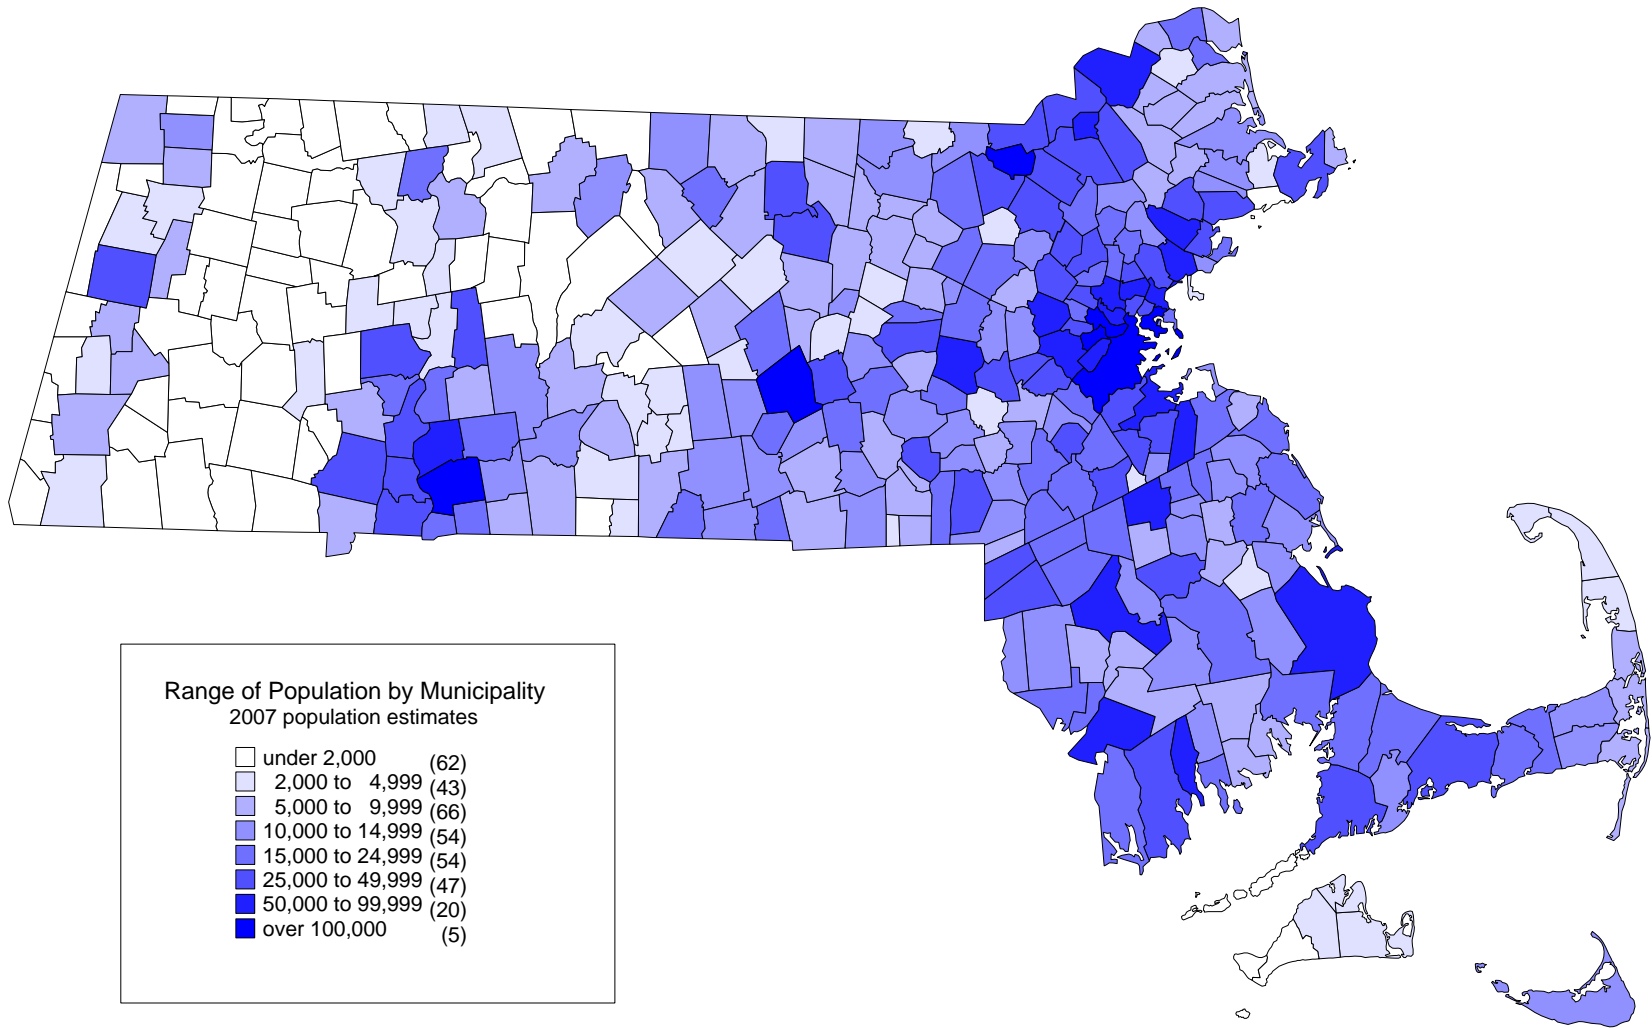 Range of Population by Municipality
2007 population estimates
under 2,000 (62)
2,000 to 4,999 (43)
5,000 to 9,999 (66)
10,000 to 14,999 (54)
15,000 to 24,999 (54)
25,000 to 49,999 (47)
50,000 to 99,999 (20)
over 100,000 (5)